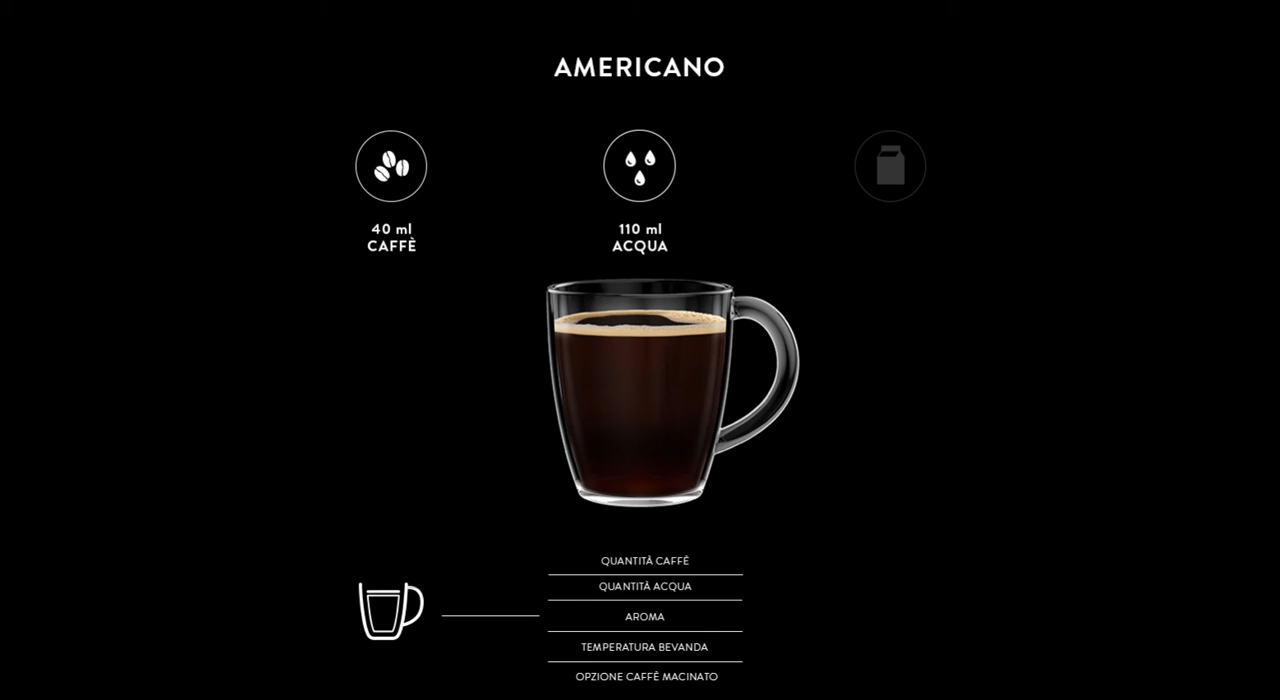 AMERICANO
40 ml
CAFFÈ
110 ml
ACQUA
QUANTITÀ CAFFÈ
QUANTITÀ ACQUA
AROMA
TEMPERATURA BEVANDA
OPZIONE CAFFÈ MACINATO